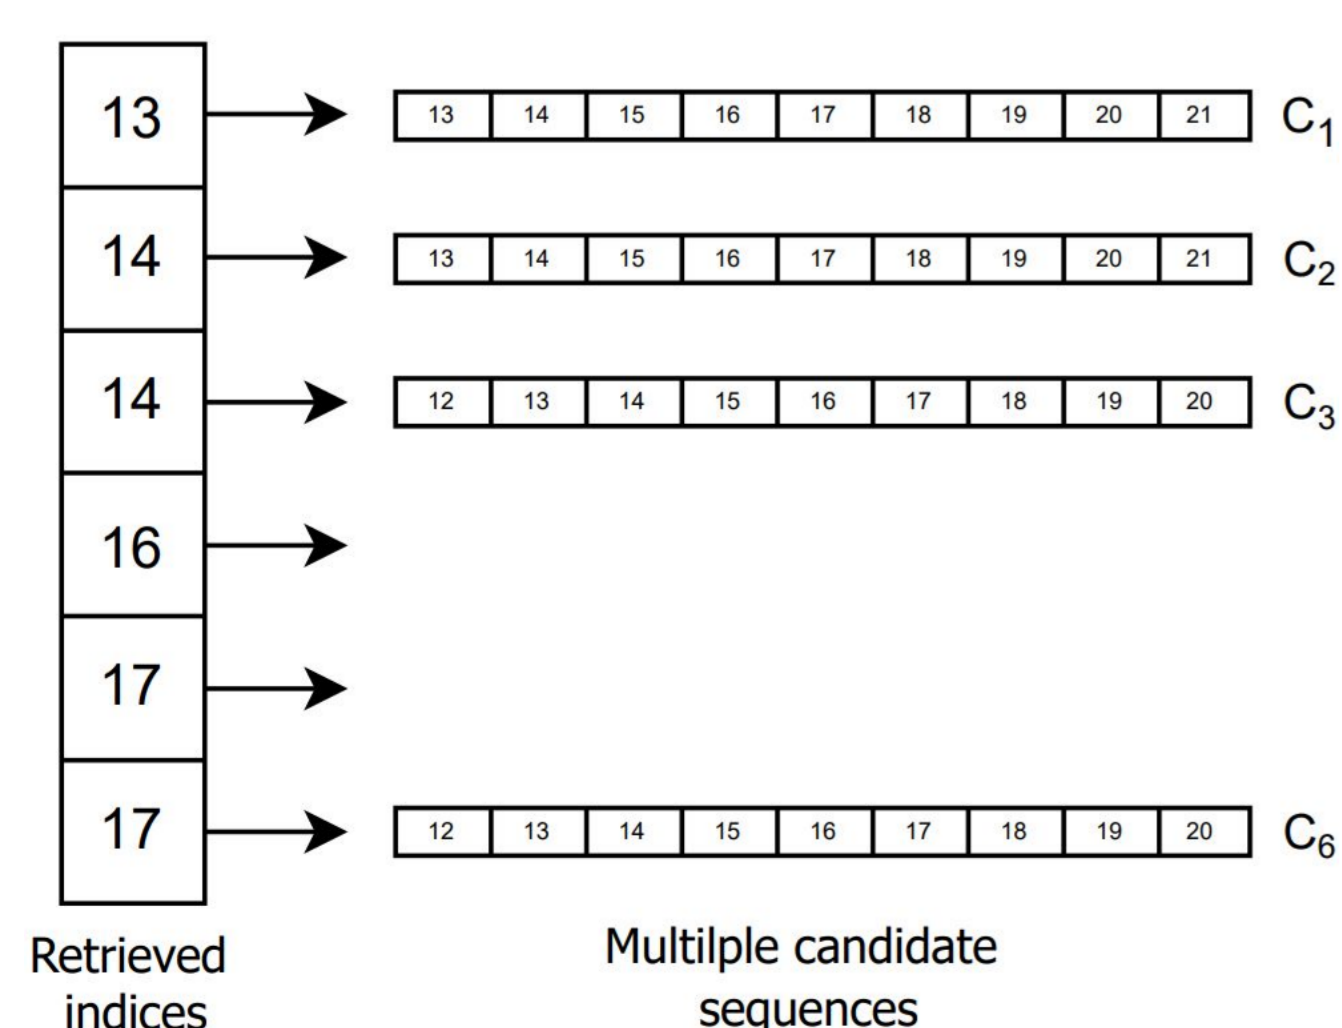 13 13 14 15 16 17 18 19 20 21 C₁
14 13 14 15 16 17 18 19 20 21 C₂
14 12 13 14 15 16 17 18 19 20 C₃
16
17
17 12 13 14 15 16 17 18 19 20 C₆
Retrieved
indices
Multilple candidate
sequences